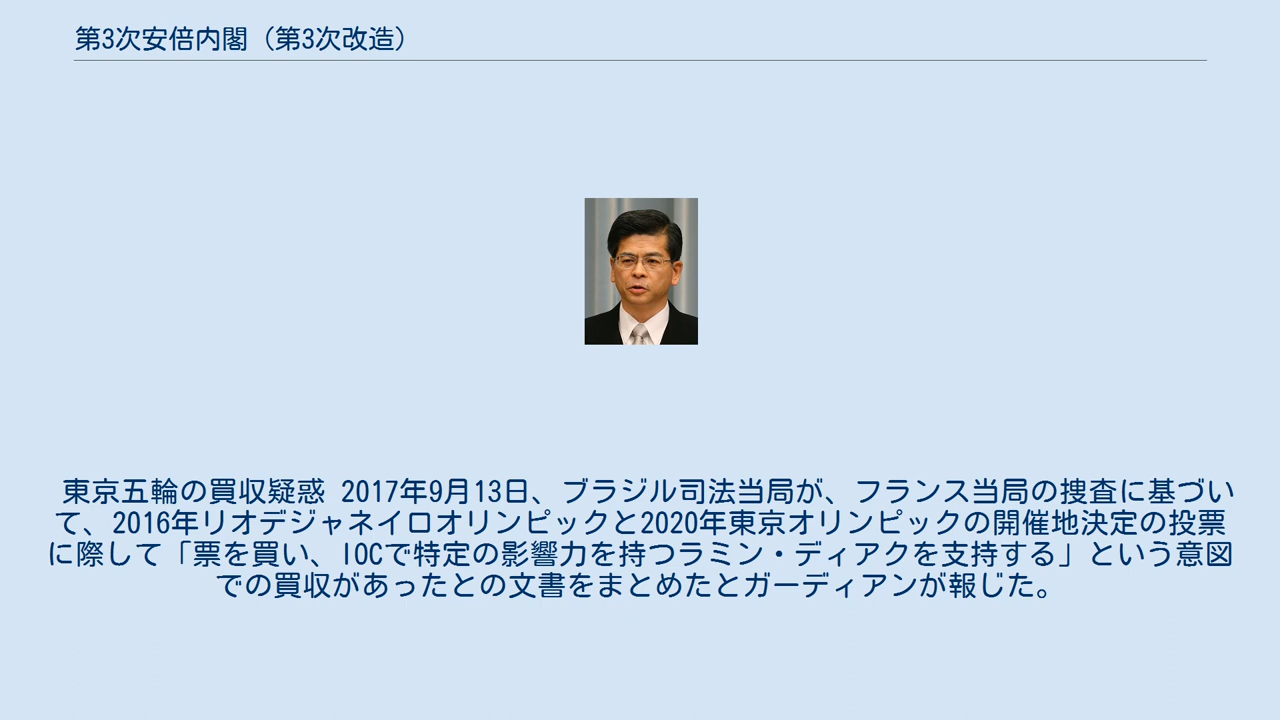 第3次安倍内閣（第3次改造）
東京五輪の買収疑惑 2017年9月13日、ブラジル司法当局が、フランス当局の捜査に基づい
て、2016年リオデジャネイロオリンピックと2020年東京オリンピックの開催地決定の投票
に際して「票を買い、IOCで特定の影響力を持つラミン・ディアクを支持する」という意図
での買収があったとの文書をまとめたとガーディアンが報じた。